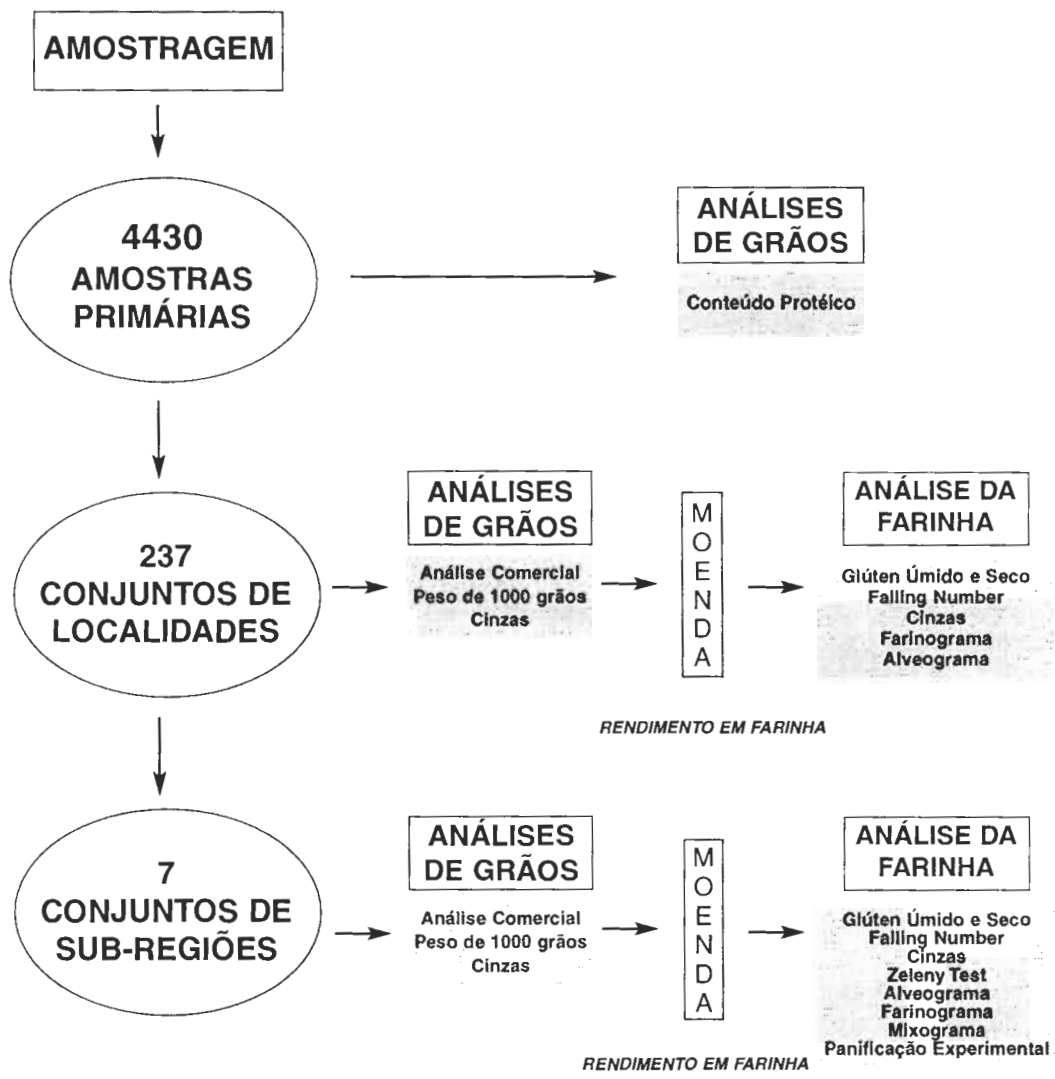 AMOSTRAGEM
4430
AMOSTRAS
PRIMÁRIAS
ANÁLISES
DE GRÃOS
Conteúdo Protéico
237
CONJUNTOS DE
LOCALIDADES
ANÁLISES
DE GRÃOS
Análise Comercial
Peso de 1000 grãos
Cinzas
MOENDA
ANÁLISE DA
FARINHA
Glúten Úmido e Seco
Falling Number
Cinzas
Farinograma
Alveograma
RENDIMENTO EM FARINHA
7
CONJUNTOS DE
SUB-REGIÕES
ANÁLISES
DE GRÃOS
Análise Comercial
Peso de 1000 grãos
Cinzas
MOENDA
ANÁLISE DA
FARINHA
Glúten Úmido e Seco
Falling Number
Cinzas
Zeleny Test
Alveograma
Farinograma
Mixograma
Panificação Experimental
RENDIMENTO EM FARINHA